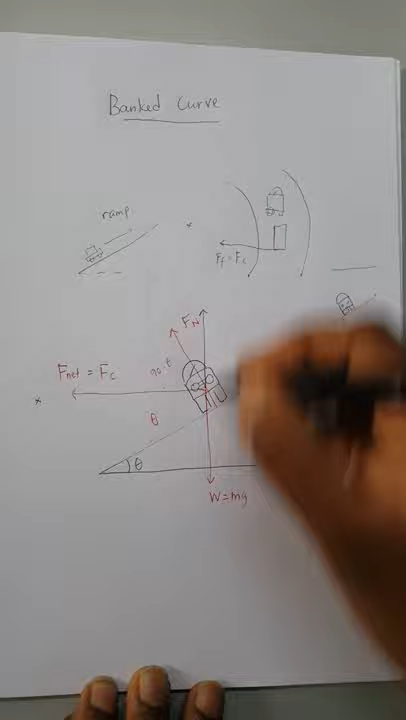 Banked Curve
ramp
*
Ff = Fc
FN
Fnet = Fc
90-θ
*
θ
θ
W=mg